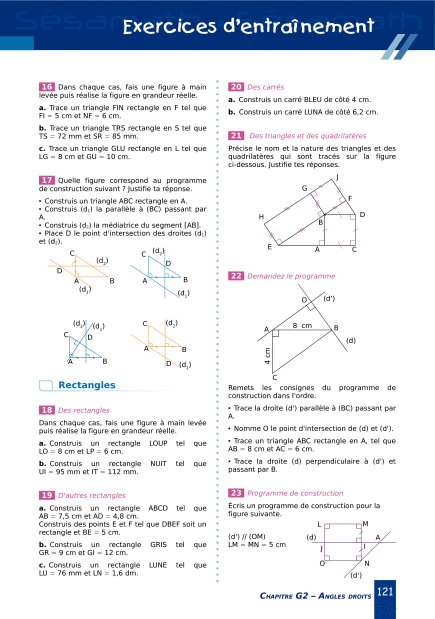 Exercices d'entraînement
16 Dans chaque cas, fais une figure à main
levée puis réalise la figure en grandeur réelle.
a. Trace un triangle FIN rectangle en F tel que
FI = 5 cm et NF = 6 cm.
b. Trace un triangle TRS rectangle en S tel que
TS = 72 mm et SR = 85 mm.
c. Trace un triangle GLU rectangle en L tel que
LG = 8 cm et GU = 10 cm.
17 Quelle figure correspond au programme
de construction suivant ? Justifie ta réponse.
• Construis un triangle ABC rectangle en A.
• Construis (d₁) la parallèle à (BC) passant par
A.
• Construis (d₂) la médiatrice du segment [AB].
• Place D le point d'intersection des droites (d₁)
et (d₂).
C (d₂) D A B (d₁)
C (d₂) D A B (d₁)
(d₂) (d₁) C D A B
C (d₂) A B D (d₁)
Rectangles
18 Des rectangles
Dans chaque cas, fais une figure à main levée
puis réalise la figure en grandeur réelle.
a. Construis un rectangle LOUP tel que
LO = 8 cm et LP = 6 cm.
b. Construis un rectangle NUIT tel que
UI = 95 mm et IT = 112 mm.
19 D'autres rectangles
a. Construis un rectangle ABCD tel que
AB = 7,5 cm et AD = 4,8 cm.
Construis des points E et F tel que DBEF soit un
rectangle et BE = 5 cm.
b. Construis un rectangle GRIS tel que
GR = 9 cm et GI = 12 cm.
c. Construis un rectangle LUNE tel que
LU = 76 mm et LN = 1,6 dm.
20 Des carrés
a. Construis un carré BLEU de côté 4 cm.
b. Construis un carré LUNA de côté 6,2 cm.
21 Des triangles et des quadrilatères
Précise le nom et la nature des triangles et des
quadrilatères qui sont tracés sur la figure
ci-dessous. Justifie tes réponses.
J
G
F
H B D
E A C
22 Demandez le programme
O (d')
A 8 cm B
(d)
4 cm
C
Remets les consignes du programme de
construction dans l'ordre.
• Trace la droite (d') parallèle à (BC) passant par
A.
• Nomme O le point d'intersection de (d) et (d').
• Trace un triangle ABC rectangle en A, tel que
AB = 8 cm et AC = 6 cm.
• Trace la droite (d) perpendiculaire à (d') et
passant par B.
23 Programme de construction
Écris un programme de construction pour la
figure suivante.
(d') // (OM)
LM = MN = 5 cm
L M
(d) A
J I
O N
(d')
CHAPITRE G2 – ANGLES DROITS 121